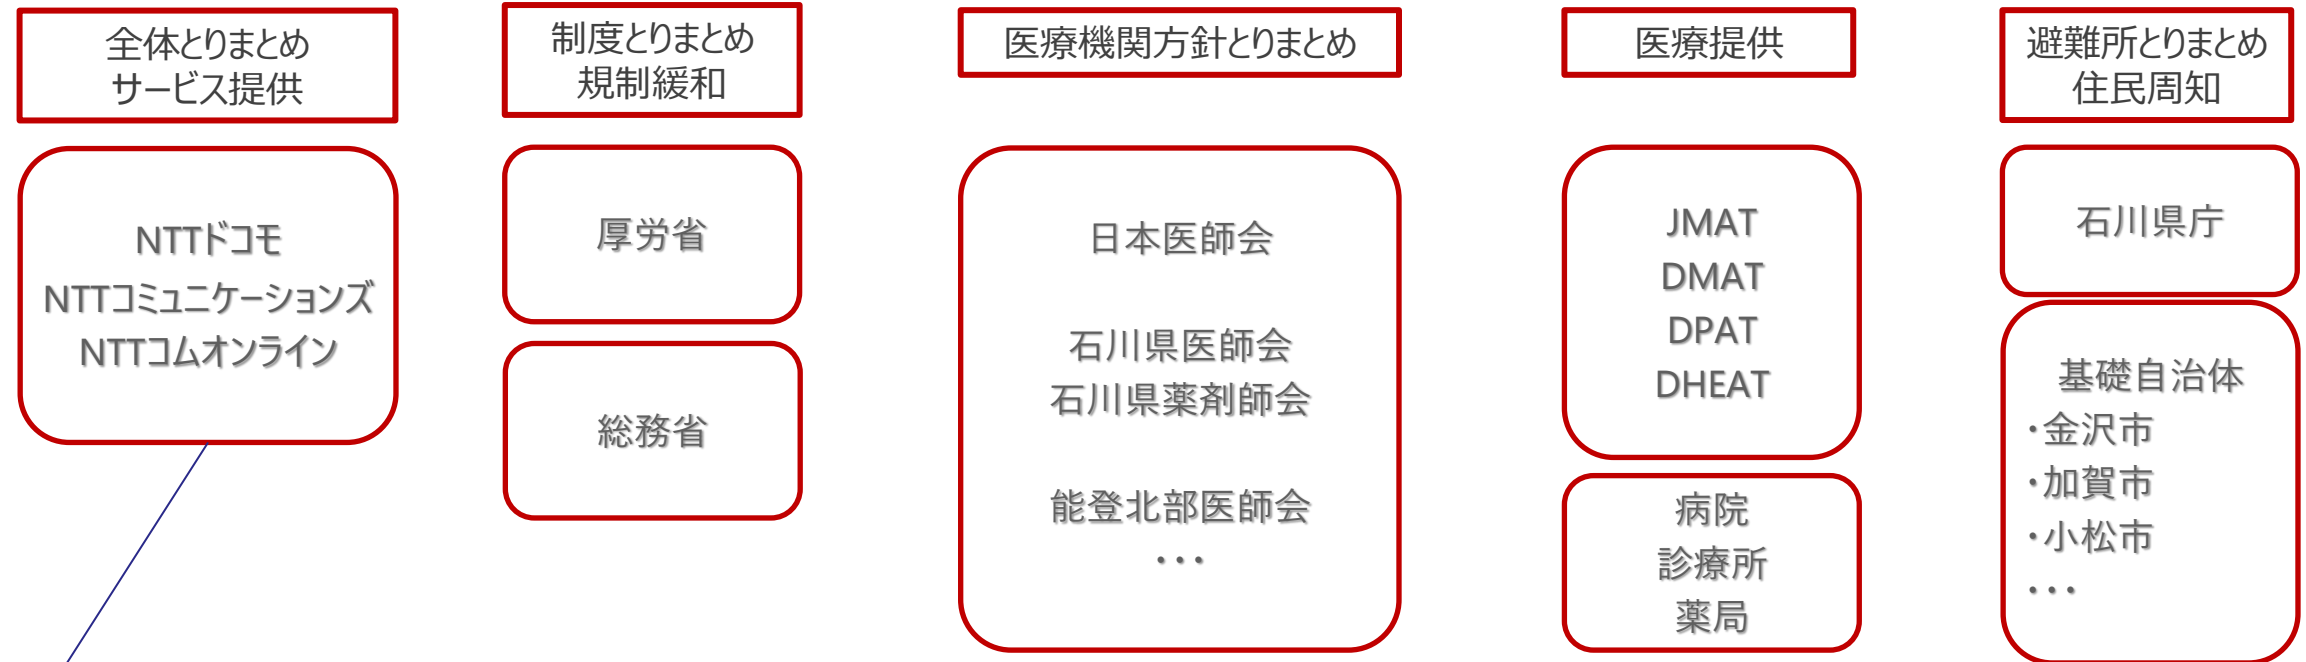 全体とりまとめ
サービス提供
NTTドコモ
NTTコミュニケーションズ
NTTコムオンライン
制度とりまとめ
規制緩和
厚労省
総務省
医療機関方針とりまとめ
日本医師会
石川県医師会
石川県薬剤師会
能登北部医師会
・・・
医療提供
JMAT
DMAT
DPAT
DHEAT
病院
診療所
薬局
避難所とりまとめ
住民周知
石川県庁
基礎自治体
・金沢市
・加賀市
・小松市
・・・